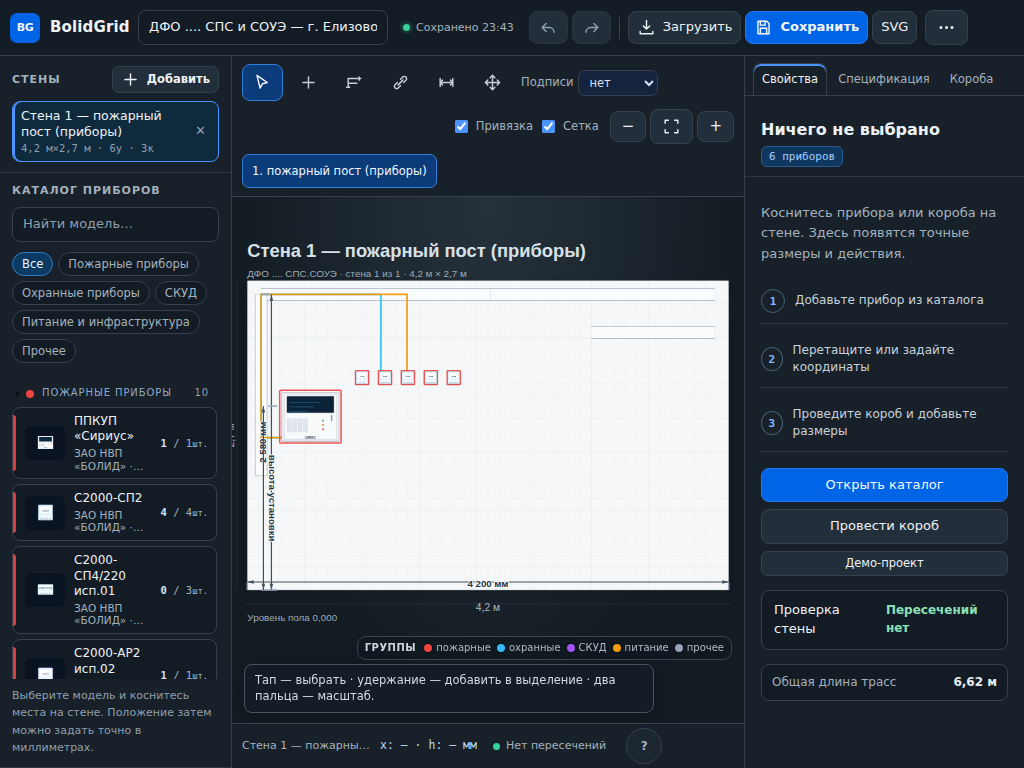 BG BolidGrid
ДФО .... СПС и СОУЭ — г. Елизово
Сохранено 23:43
Загрузить
Сохранить
SVG
СТЕНЫ
Добавить
Стена 1 — пожарный
пост (приборы)
4,2 м×2,7 м · 6у · 3к
КАТАЛОГ ПРИБОРОВ
Найти модель…
Все
Пожарные приборы
Охранные приборы
СКУД
Питание и инфраструктура
Прочее
ПОЖАРНЫЕ ПРИБОРЫ 10
ППКУП
«Сириус»
ЗАО НВП
«БОЛИД» ·…
1 / 1шт.
С2000-СП2
ЗАО НВП
«БОЛИД» ·…
4 / 4шт.
С2000-
СП4/220
исп.01
ЗАО НВП
«БОЛИД» ·…
0 / 3шт.
С2000-АР2
исп.02
1 / 1шт.
Выберите модель и коснитесь
места на стене. Положение затем
можно задать точно в
миллиметрах.
Подписи нет
Привязка
Сетка
1. пожарный пост (приборы)
Стена 1 — пожарный пост (приборы)
ДФО .... СПС.СОУЭ · стена 1 из 1 · 4,2 м × 2,7 м
2 580 мм
высота установки
4 200 мм
4,2 м
Уровень пола 0,000
ГРУППЫ пожарные охранные СКУД питание прочее
Тап — выбрать · удержание — добавить в выделение · два
пальца — масштаб.
Стена 1 — пожарны…
x: — · h: — мм
Нет пересечений
?
Свойства
Спецификация
Короба
Ничего не выбрано
6 приборов
Коснитесь прибора или короба на
стене. Здесь появятся точные
размеры и действия.
1 Добавьте прибор из каталога
2 Перетащите или задайте
координаты
3 Проведите короб и добавьте
размеры
Открыть каталог
Провести короб
Демо-проект
Проверка
стены
Пересечений
нет
Общая длина трасс 6,62 м